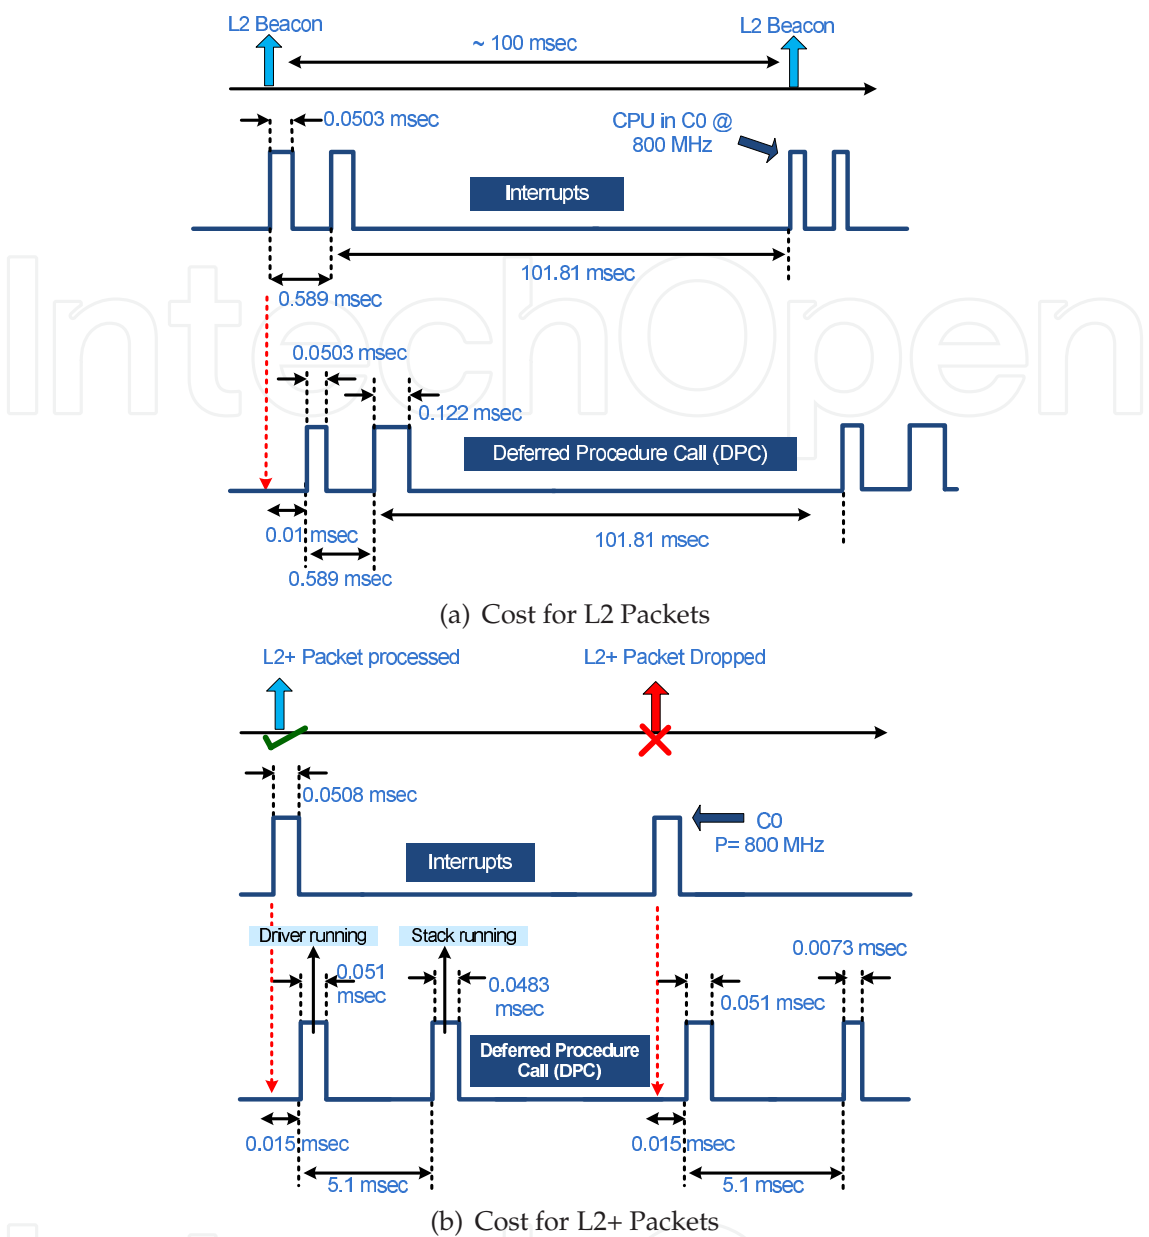 L2 Beacon
L2 Beacon
~ 100 msec
0.0503 msec
CPU in C0 @
800 MHz
Interrupts
101.81 msec
0.589 msec
IntechOpen
0.0503 msec
0.122 msec
Deferred Procedure Call (DPC)
0.01 msec
101.81 msec
0.589 msec
(a) Cost for L2 Packets
L2+ Packet processed
L2+ Packet Dropped
0.0508 msec
C0
P= 800 MHz
Interrupts
Driver running
Stack running
0.0073 msec
0.051
msec
0.0483
msec
0.051 msec
Deferred Procedure
Call (DPC)
0.015 msec
0.015 msec
5.1 msec
5.1 msec
(b) Cost for L2+ Packets